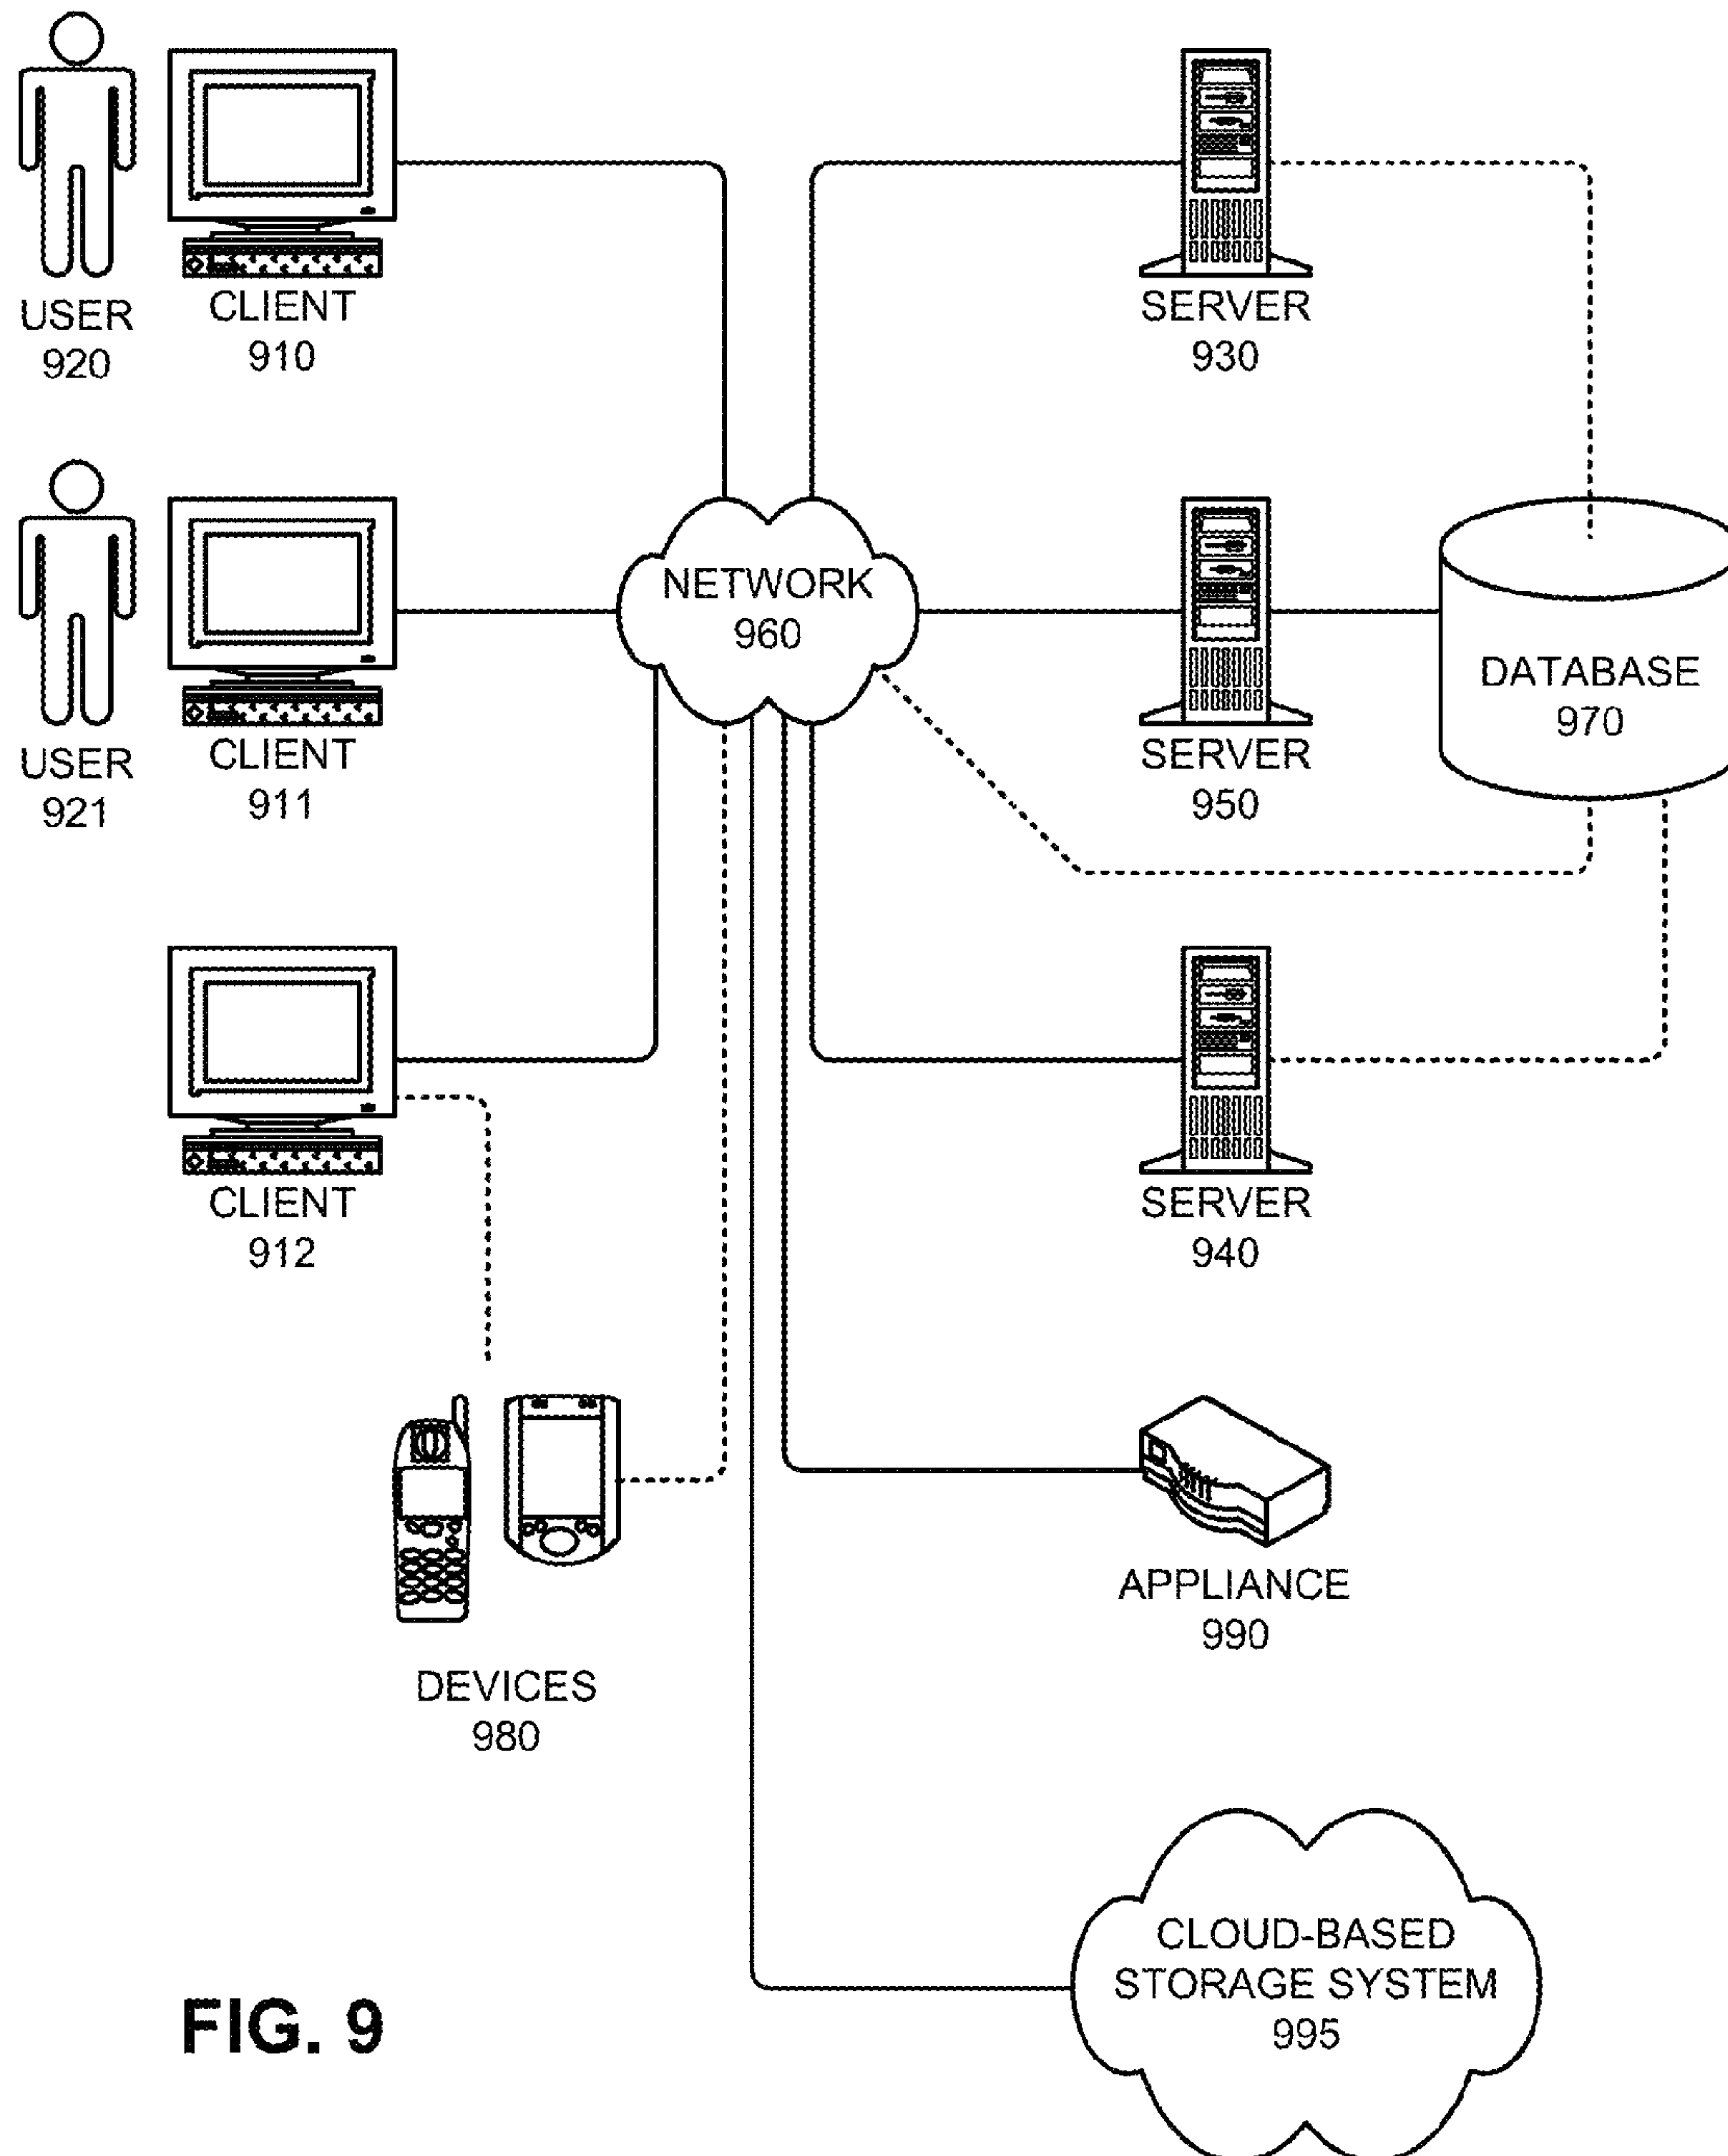 USER
920
CLIENT
910
SERVER
930
USER
921
CLIENT
911
NETWORK
960
SERVER
950
DATABASE
970
CLIENT
912
SERVER
940
DEVICES
980
APPLIANCE
990
CLOUD-BASED
STORAGE SYSTEM
995
FIG. 9